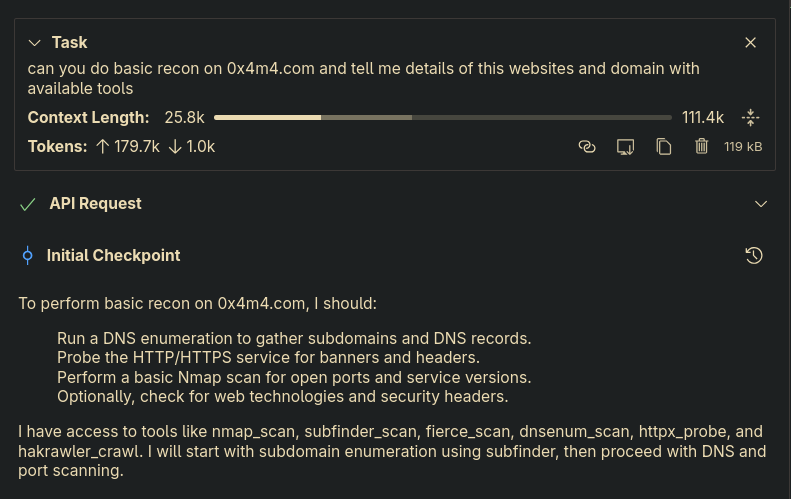 Task
can you do basic recon on 0x4m4.com and tell me details of this websites and domain with
available tools
Context Length: 25.8k 111.4k
Tokens: ↑ 179.7k ↓ 1.0k 119 kB
API Request
Initial Checkpoint
To perform basic recon on 0x4m4.com, I should:
Run a DNS enumeration to gather subdomains and DNS records.
Probe the HTTP/HTTPS service for banners and headers.
Perform a basic Nmap scan for open ports and service versions.
Optionally, check for web technologies and security headers.
I have access to tools like nmap_scan, subfinder_scan, fierce_scan, dnsenum_scan, httpx_probe, and
hakrawler_crawl. I will start with subdomain enumeration using subfinder, then proceed with DNS and
port scanning.